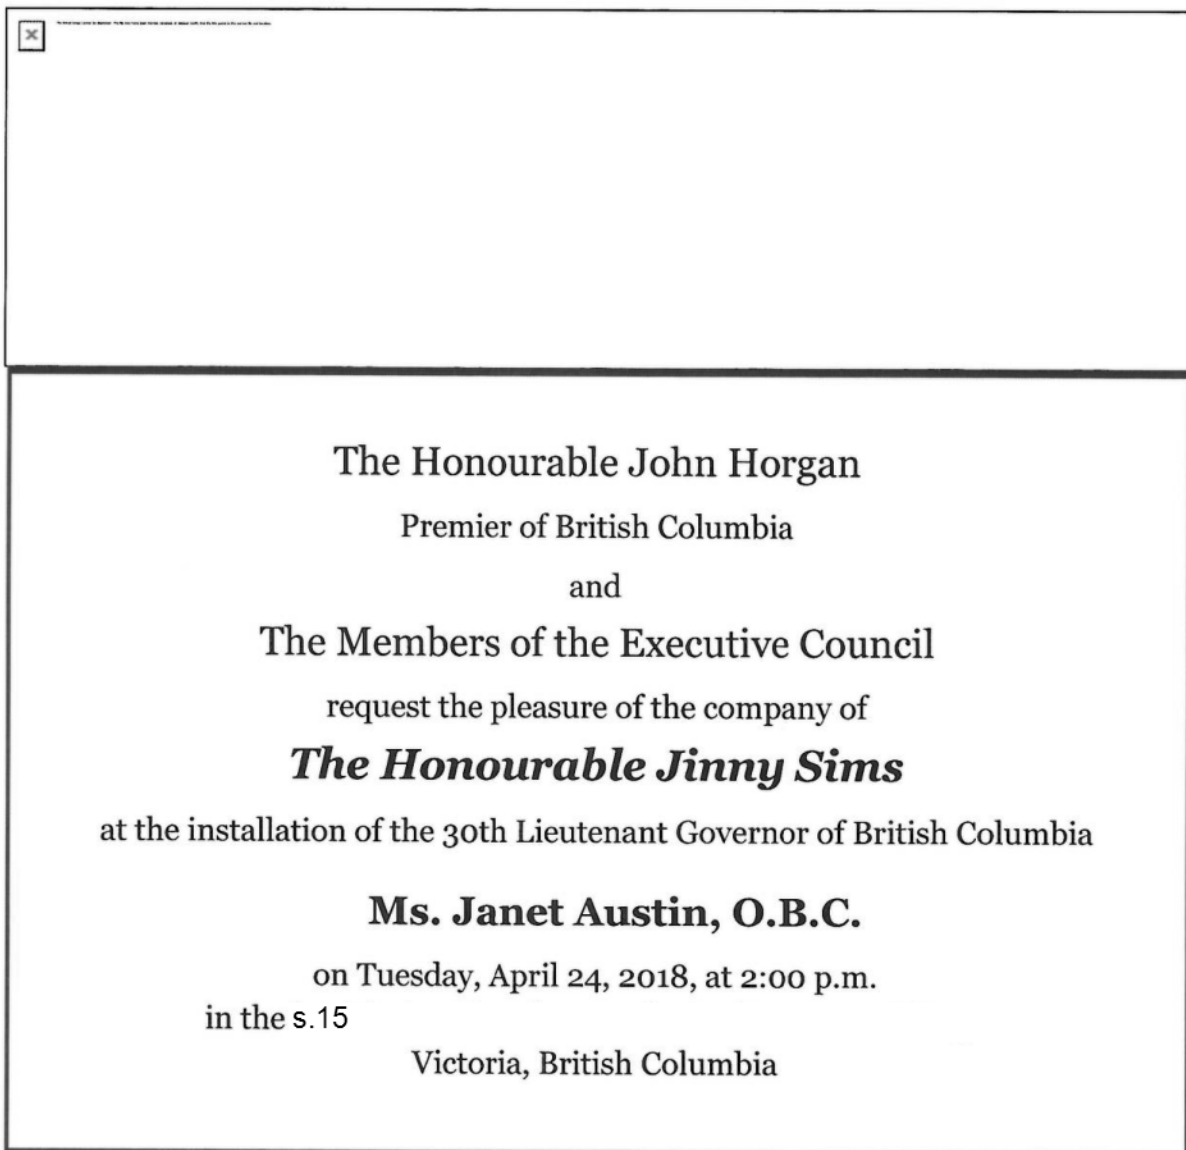 The Honourable John Horgan
Premier of British Columbia
and
The Members of the Executive Council
request the pleasure of the company of
The Honourable Jinny Sims
at the installation of the 30th Lieutenant Governor of British Columbia
Ms. Janet Austin, O.B.C.
on Tuesday, April 24, 2018, at 2:00 p.m.
in the s.15
Victoria, British Columbia